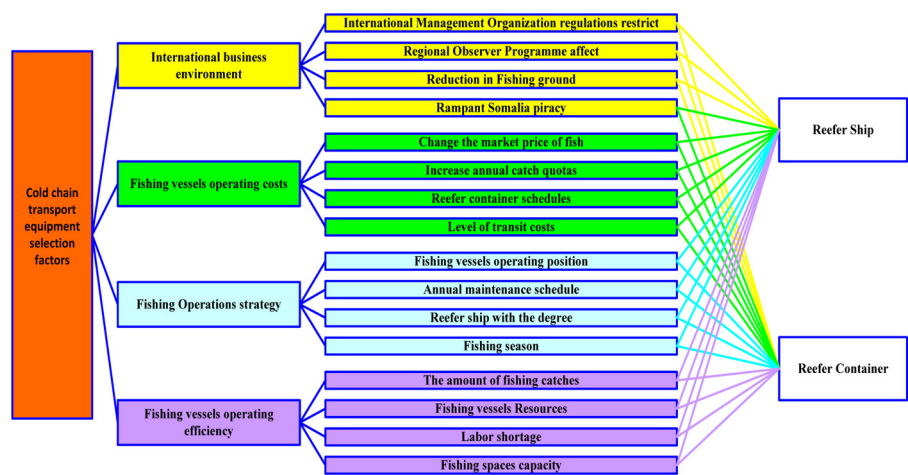 Cold chain
transport
equipment
selection
factors
International business
environment
Fishing vessels operating costs
Fishing Operations strategy
Fishing vessels operating
efficiency
International Management Organization regulations restrict
Regional Observer Programme affect
Reduction in Fishing ground
Rampant Somalia piracy
Change the market price of fish
Increase annual catch quotas
Reefer container schedules
Level of transit costs
Fishing vessels operating position
Annual maintenance schedule
Reefer ship with the degree
Fishing season
The amount of fishing catches
Fishing vessels Resources
Labor shortage
Fishing spaces capacity
Reefer Ship
Reefer Container